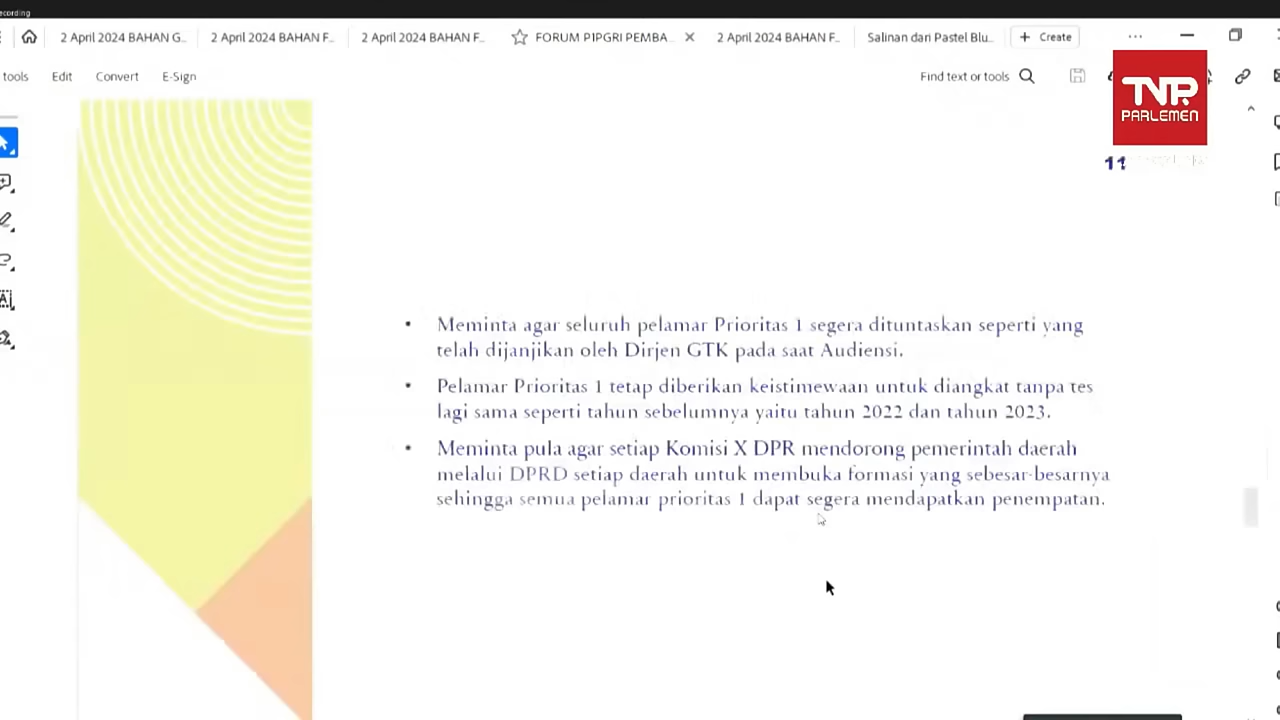 ecording
2 April 2024 BAHAN G...
2 April 2024 BAHAN F...
2 April 2024 BAHAN F...
FORUM PIPGRI PEMBA...
2 April 2024 BAHAN F...
Salinan dari Pastel Blu...
+ Create
tools
Edit
Convert
E-Sign
Find text or tools
TVR
PARLEMEN
11
• Meminta agar seluruh pelamar Prioritas 1 segera dituntaskan seperti yang
telah dijanjikan oleh Dirjen GTK pada saat Audiensi.
• Pelamar Prioritas 1 tetap diberikan keistimewaan untuk diangkat tanpa tes
lagi sama seperti tahun sebelumnya yaitu tahun 2022 dan tahun 2023.
• Meminta pula agar setiap Komisi X DPR mendorong pemerintah daerah
melalui DPRD setiap daerah untuk membuka formasi yang sebesar-besarnya
sehingga semua pelamar prioritas 1 dapat segera mendapatkan penempatan.